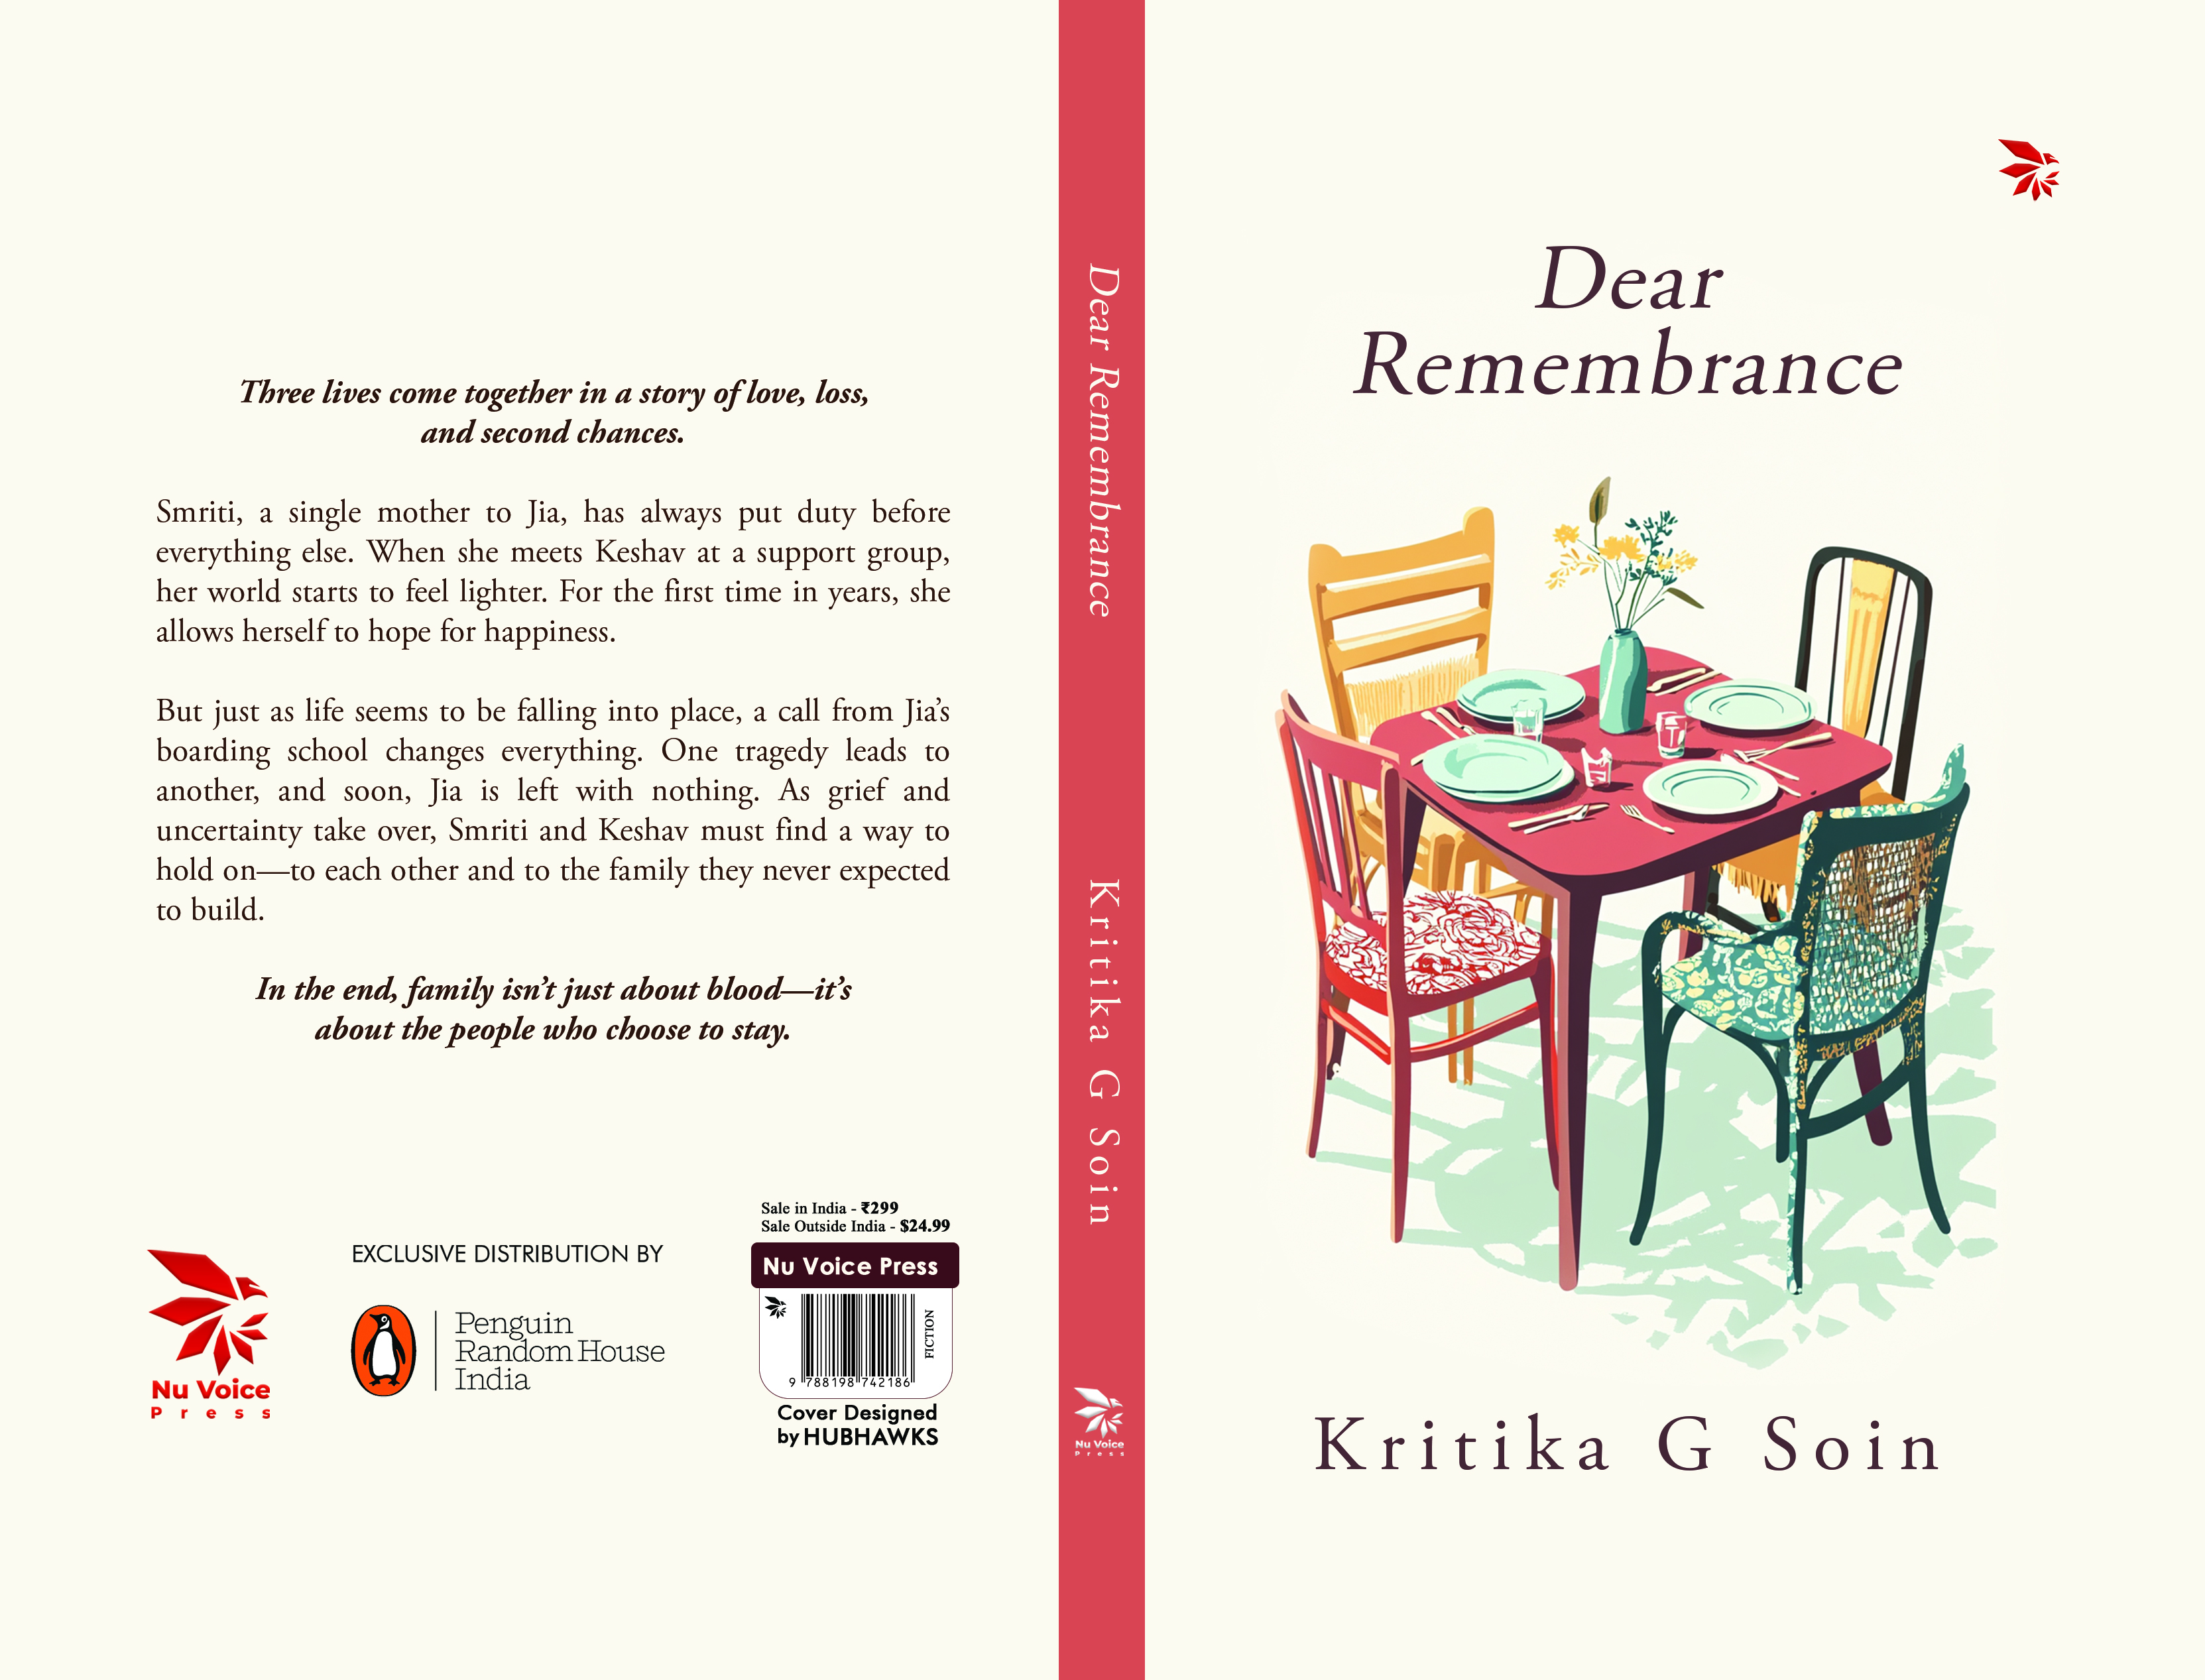 Three lives come together in a story of love, loss,
and second chances.
Smriti, a single mother to Jia, has always put duty before
everything else. When she meets Keshav at a support group,
her world starts to feel lighter. For the first time in years, she
allows herself to hope for happiness.
But just as life seems to be falling into place, a call from Jia’s
boarding school changes everything. One tragedy leads to
another, and soon, Jia is left with nothing. As grief and
uncertainty take over, Smriti and Keshav must find a way to
hold on—to each other and to the family they never expected
to build.
In the end, family isn’t just about blood—it’s
about the people who choose to stay.
Nu Voice
Press
EXCLUSIVE DISTRIBUTION BY
Penguin
Random House
India
Sale in India - ₹299
Sale Outside India - $24.99
Nu Voice Press
FICTION
9 788198 742186
Cover Designed
by HUBHAWKS
Dear Remembrance
Kritika G Soin
Nu Voice
Press
Dear
Remembrance
Kritika G Soin